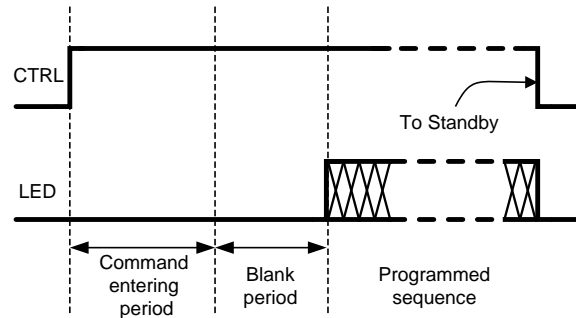 CTRL
To Standby
LED
Command
entering
period
Blank
period
Programmed
sequence